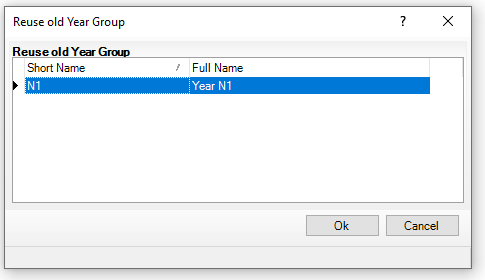 Reuse old Year Group
Reuse old Year Group
Short Name / Full Name
N1 Year N1
Ok Cancel